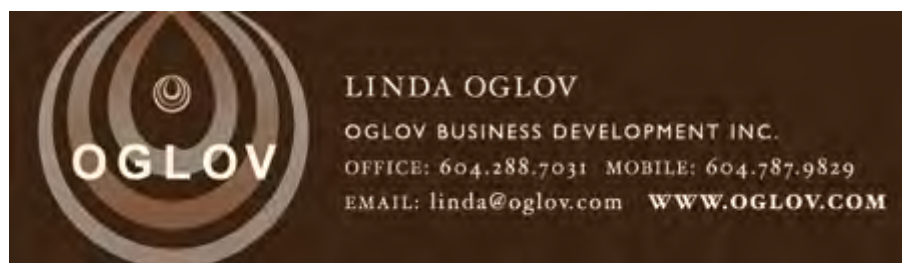 OGLOV
LINDA OGLOV
OGLOV BUSINESS DEVELOPMENT INC.
OFFICE: 604.288.7031 MOBILE: 604.787.9829
EMAIL: linda@oglov.com WWW.OGLOV.COM